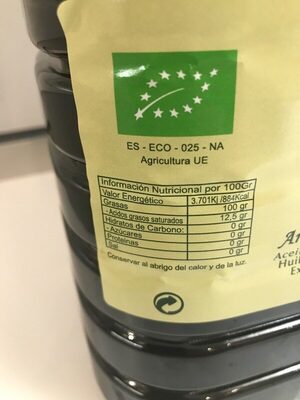 ES - ECO - 025 - NA
Agricultura UE
Información Nutricional por 100Gr
Valor Energético 3.701Kj /884Kcal
Grasas 100 gr
- Acidos grasos saturados 12,5 gr
Hidratos de Carbono: 0 gr
- Azúcares 0 gr
Proteinas 0 gr
Sal 0 gr
Conservar al abrigo del calor y de la luz.